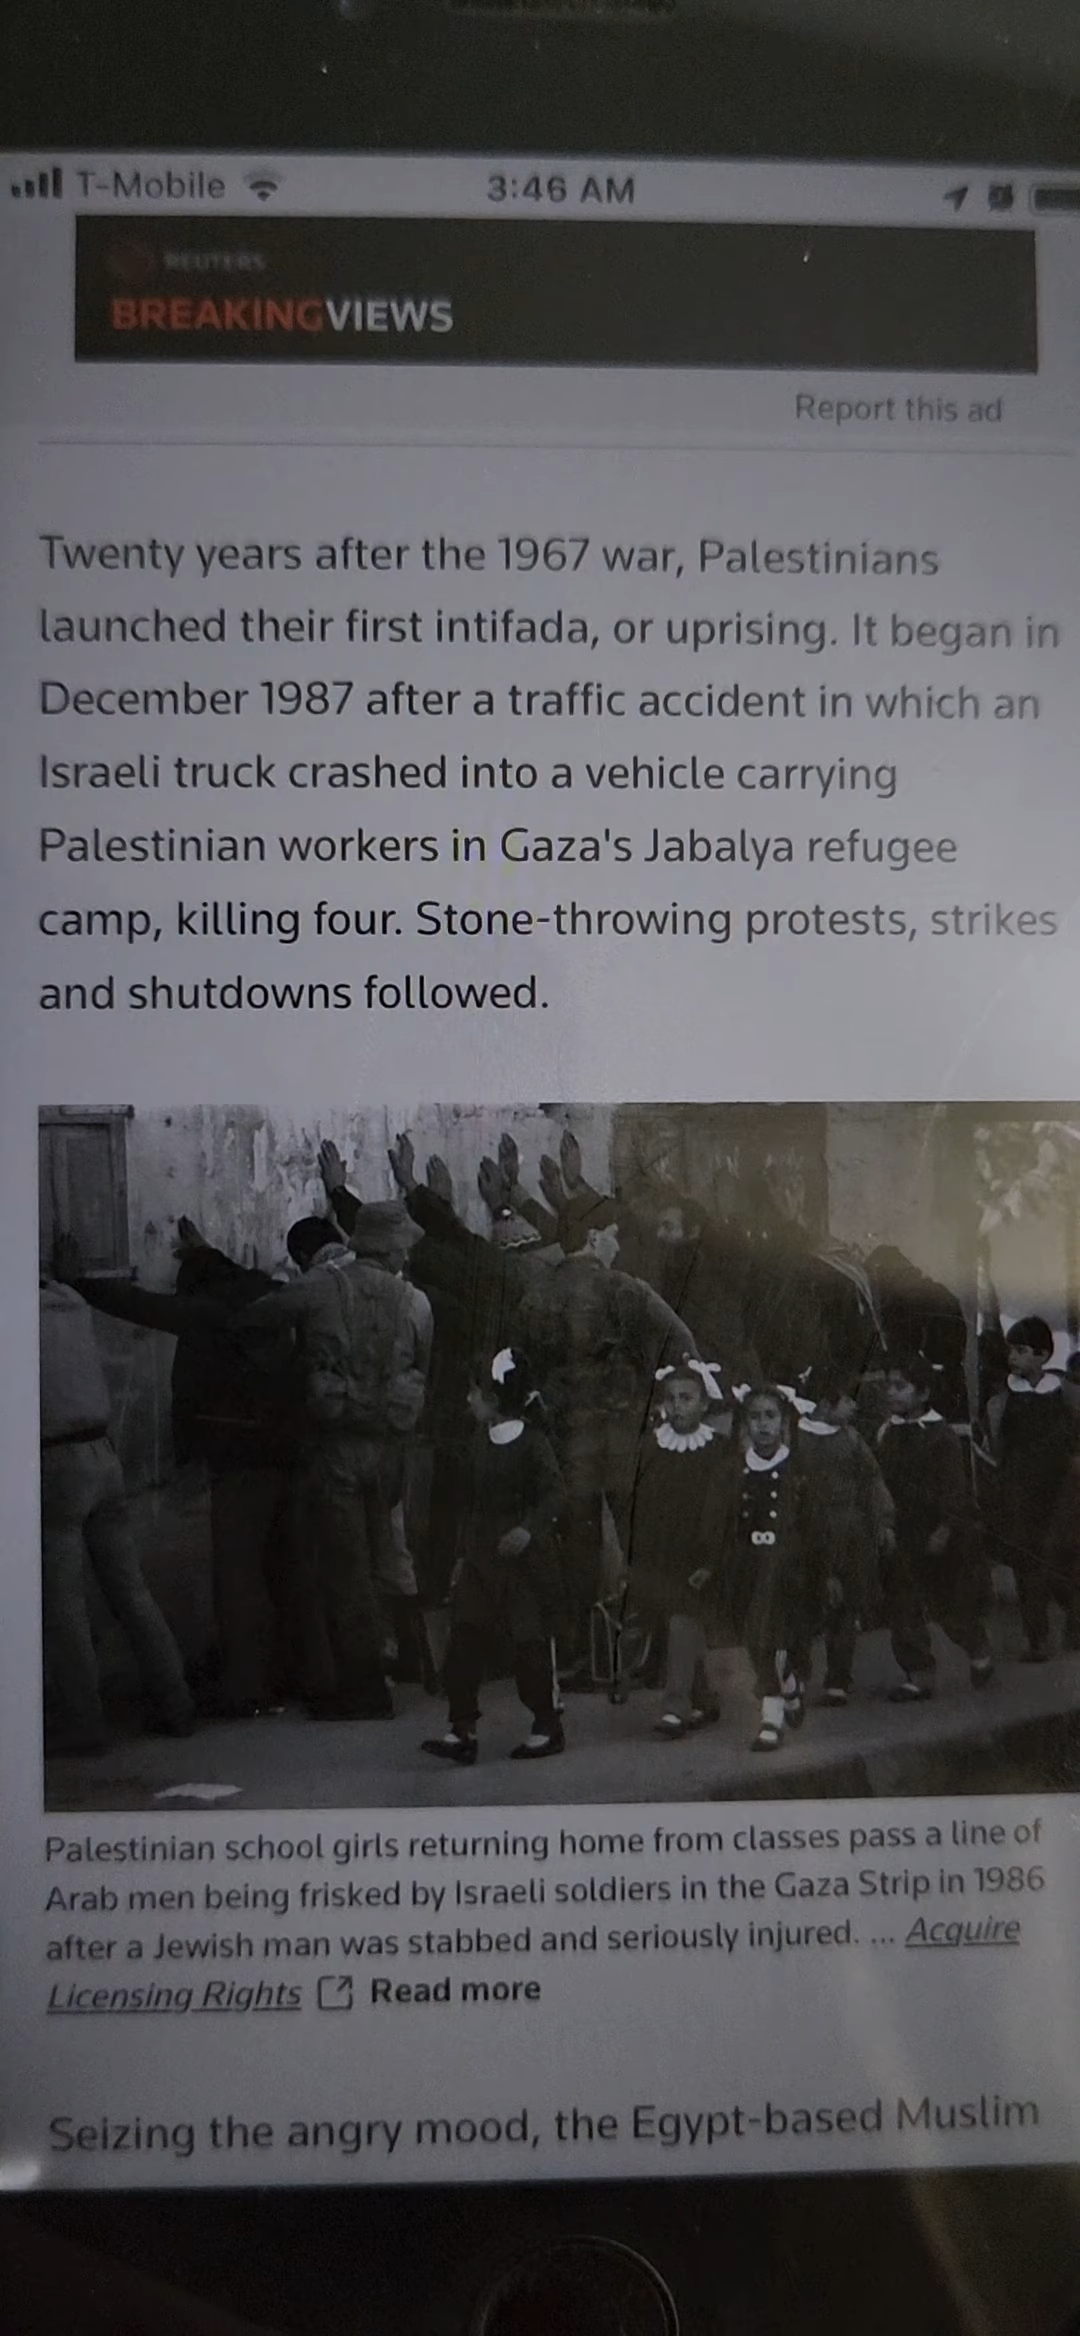 T-Mobile 3:46 AM
REUTERS
BREAKINGVIEWS
Report this ad
Twenty years after the 1967 war, Palestinians
launched their first intifada, or uprising. It began in
December 1987 after a traffic accident in which an
Israeli truck crashed into a vehicle carrying
Palestinian workers in Gaza's Jabalya refugee
camp, killing four. Stone-throwing protests, strikes
and shutdowns followed.
Palestinian school girls returning home from classes pass a line of
Arab men being frisked by Israeli soldiers in the Gaza Strip in 1986
after a Jewish man was stabbed and seriously injured. ... Acquire
Licensing Rights Read more
Seizing the angry mood, the Egypt-based Muslim